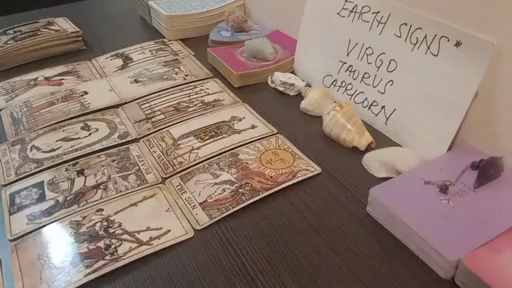 EARTH SIGNS*
VIRGO
TAURUS
CAPRICORN
THE SUN.
V